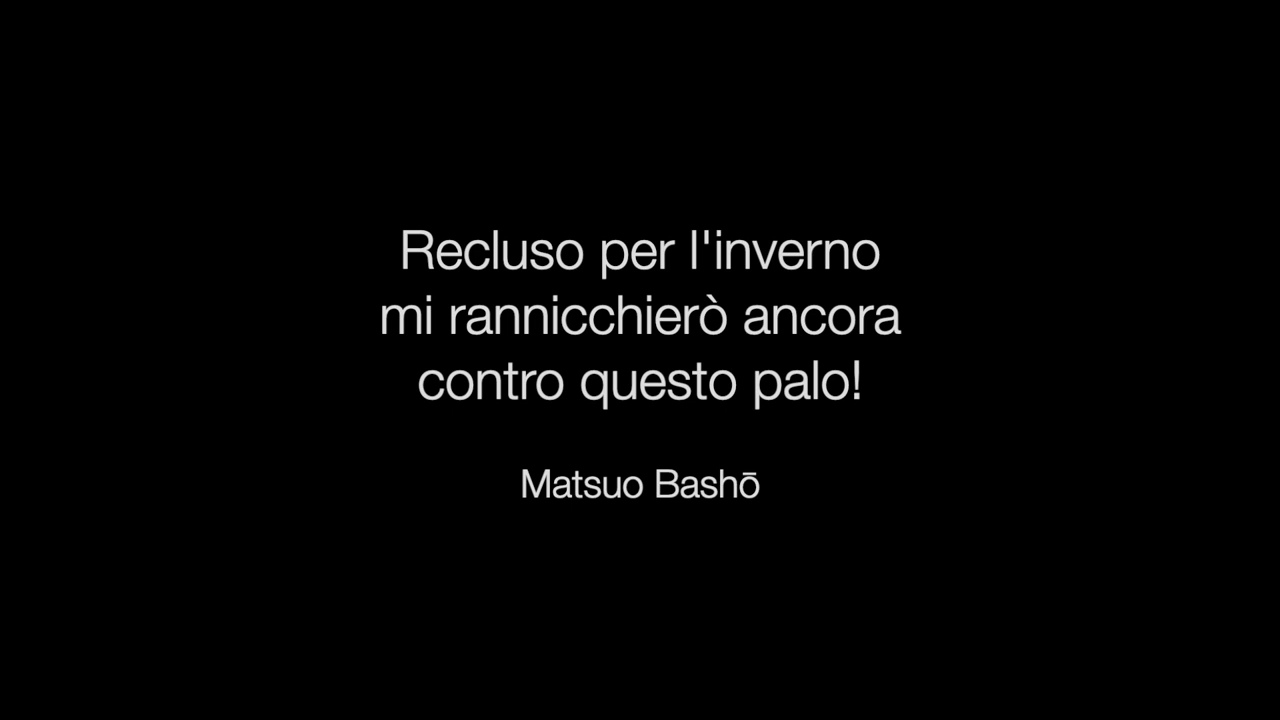 Recluso per l'inverno
mi rannicchierò ancora
contro questo palo!
Matsuo Bashō